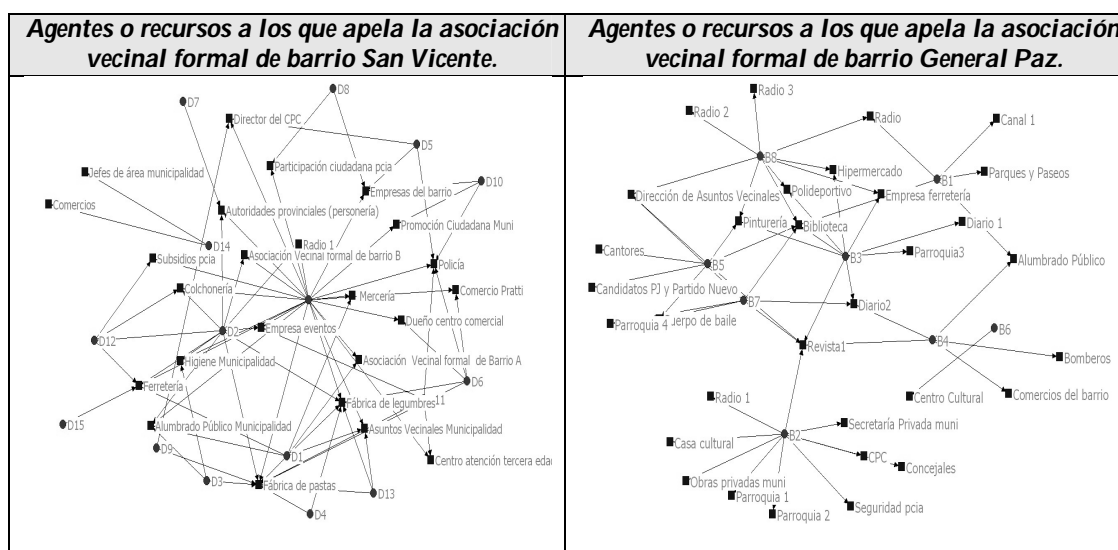 Agentes o recursos a los que apela la asociación
vecinal formal de barrio San Vicente.
Agentes o recursos a los que apela la asociación
vecinal formal de barrio General Paz.
D7
D8
Director del CPC
D5
Participación ciudadana pcia
Jefes de área municipalidad
D10
Empresas del barrio
Comercios
Autoridades provinciales (personería)
Promoción Ciudadana Muni
Radio 1
D14
Asociación Vecinal formal de barrio B
Subsidios pcia
Policía
Colchonería
Mercería
Comercio Pratti
Dueño centro comercial
D2
Empresa eventos
D12
Higiene Municipalidad
Asociación Vecinal formal de Barrio A
Ferretería
D6
Fábrica de legumbres
11
D15
Alumbrado Público Municipalidad
Asuntos Vecinales Municipalidad
D9
D1
Centro atención tercera edad
D3
Fábrica de pastas
D13
D4
Radio 3
Radio 2
Radio
Canal 1
B8
Hipermercado
Parques y Paseos
B1
Dirección de Asuntos Vecinales
Polideportivo
Empresa ferretería
Pinturería
Biblioteca
Diario 1
Cantores
Parroquia3
B3
Alumbrado Público
B5
Candidatos PJ y Partido Nuevo
B7
Diario2
Parroquia 4
uerpo de baile
B6
Revista1
B4
Bomberos
Radio 1
Centro Cultural
Comercios del barrio
Secretaría Privada muni
B2
Casa cultural
CPC
Concejales
Obras privadas muni
Parroquia 1
Seguridad pcia
Parroquia 2